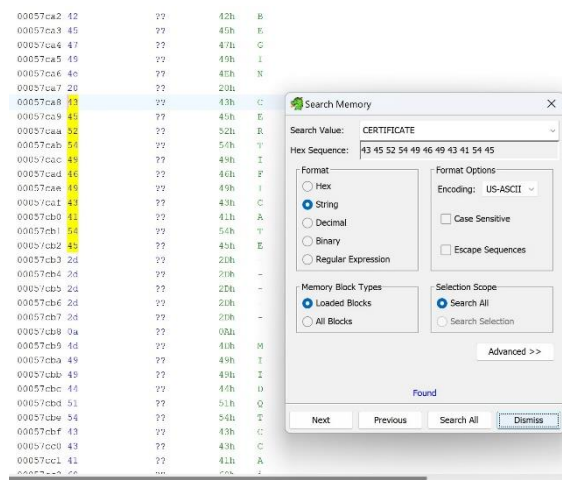 00057ca2 42 ?? 42h B
00057ca3 45 ?? 45h E
00057ca4 47 ?? 47h G
00057ca5 49 ?? 49h I
00057ca6 4e ?? 4Eh N
00057ca7 20 ?? 20h
00057ca8 43 ?? 43h C
00057ca9 45 ?? 45h E
00057caa 52 ?? 52h R
00057cab 54 ?? 54h T
00057cac 49 ?? 49h I
00057cad 46 ?? 46h F
00057cae 49 ?? 49h I
00057caf 43 ?? 43h C
00057cb0 41 ?? 41h A
00057cb1 54 ?? 54h T
00057cb2 45 ?? 45h E
00057cb3 2d ?? 2Dh -
00057cb4 2d ?? 2Dh -
00057cb5 2d ?? 2Dh -
00057cb6 2d ?? 2Dh -
00057cb7 2d ?? 2Dh -
00057cb8 0a ?? 0Ah
00057cb9 4d ?? 4Dh M
00057cba 49 ?? 49h I
00057cbb 49 ?? 49h I
00057cbc 44 ?? 44h D
00057cbd 51 ?? 51h Q
00057cbe 54 ?? 54h T
00057cbf 43 ?? 43h C
00057cc0 43 ?? 43h C
00057cc1 41 ?? 41h A
Search Memory
Search Value: CERTIFICATE
Hex Sequence: 43 45 52 54 49 46 49 43 41 54 45
Format
Hex
String
Decimal
Binary
Regular Expression
Format Options
Encoding: US-ASCII
Case Sensitive
Escape Sequences
Memory Block Types
Loaded Blocks
All Blocks
Selection Scope
Search All
Search Selection
Advanced >>
Found
Next Previous Search All Dismiss